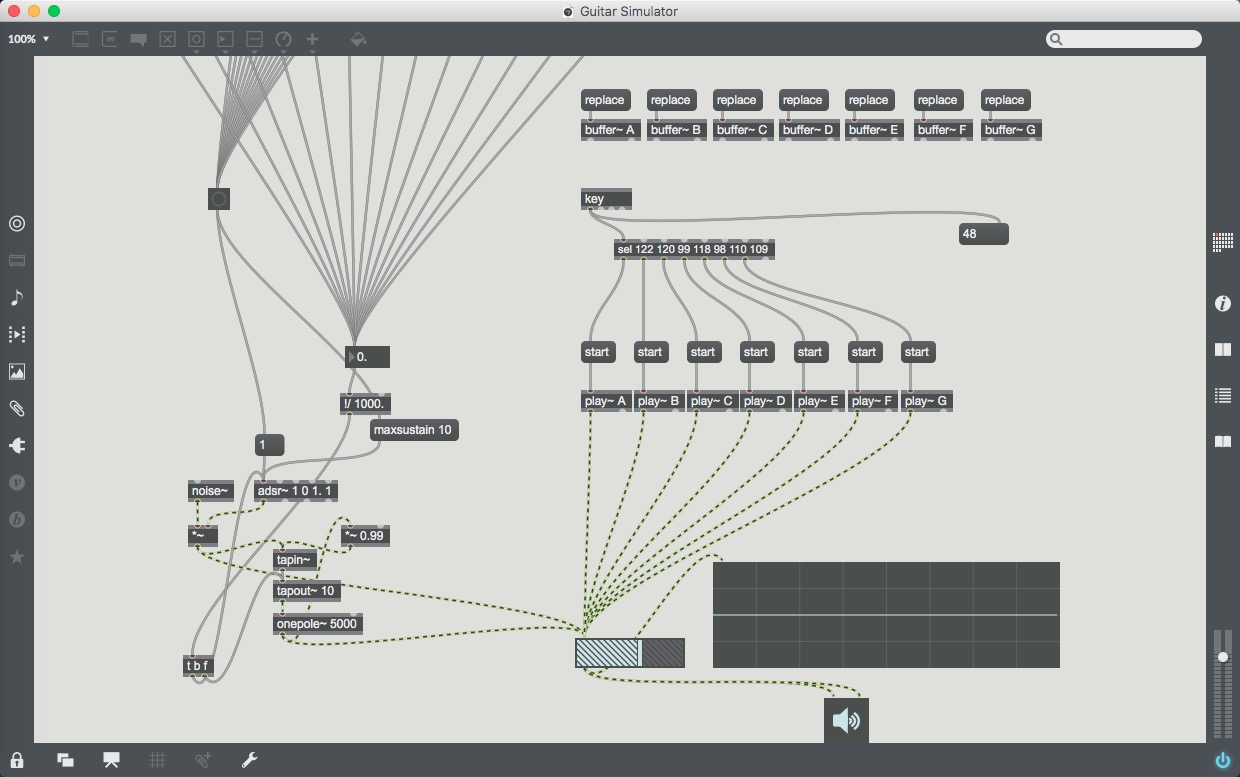 Guitar Simulator
100%
replace replace replace replace replace replace replace
buffer~ A buffer~ B buffer~ C buffer~ D buffer~ E buffer~ F buffer~ G
key
48
sel 122 120 99 118 98 110 109
start start start start start start start
0.
!/ 1000.
play~ A play~ B play~ C play~ D play~ E play~ F play~ G
maxsustain 10
1
noise~ adsr~ 1 0 1. 1
*~ *~ 0.99
tapin~
tapout~ 10
onepole~ 5000
t b f